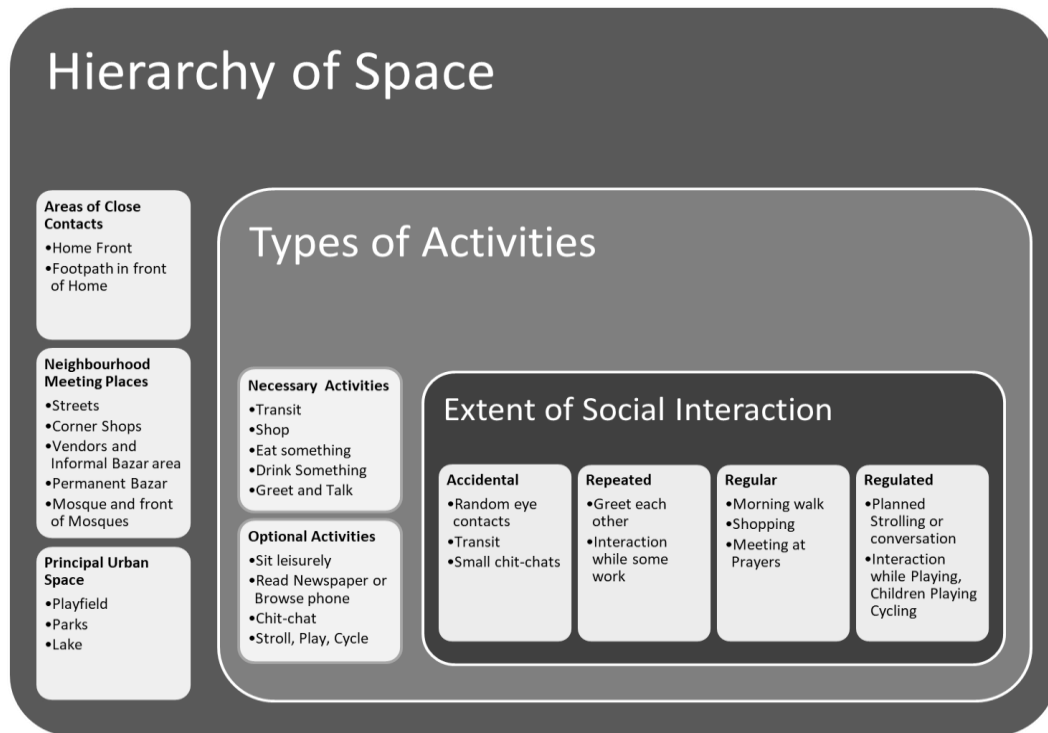 Hierarchy of Space
Areas of Close
Contacts
•Home Front
•Footpath in front
of Home
Neighbourhood
Meeting Places
•Streets
•Corner Shops
•Vendors and
Informal Bazar area
•Permanent Bazar
•Mosque and front
of Mosques
Principal Urban
Space
•Playfield
•Parks
•Lake
Types of Activities
Necessary Activities
•Transit
•Shop
•Eat something
•Drink Something
•Greet and Talk
Optional Activities
•Sit leisurely
•Read Newspaper or
Browse phone
•Chit-chat
•Stroll, Play, Cycle
Extent of Social Interaction
Accidental
•Random eye
contacts
•Transit
•Small chit-chats
Repeated
•Greet each
other
•Interaction
while some
work
Regular
•Morning walk
•Shopping
•Meeting at
Prayers
Regulated
•Planned
Strolling or
conversation
•Interaction
while Playing,
Children Playing
Cycling